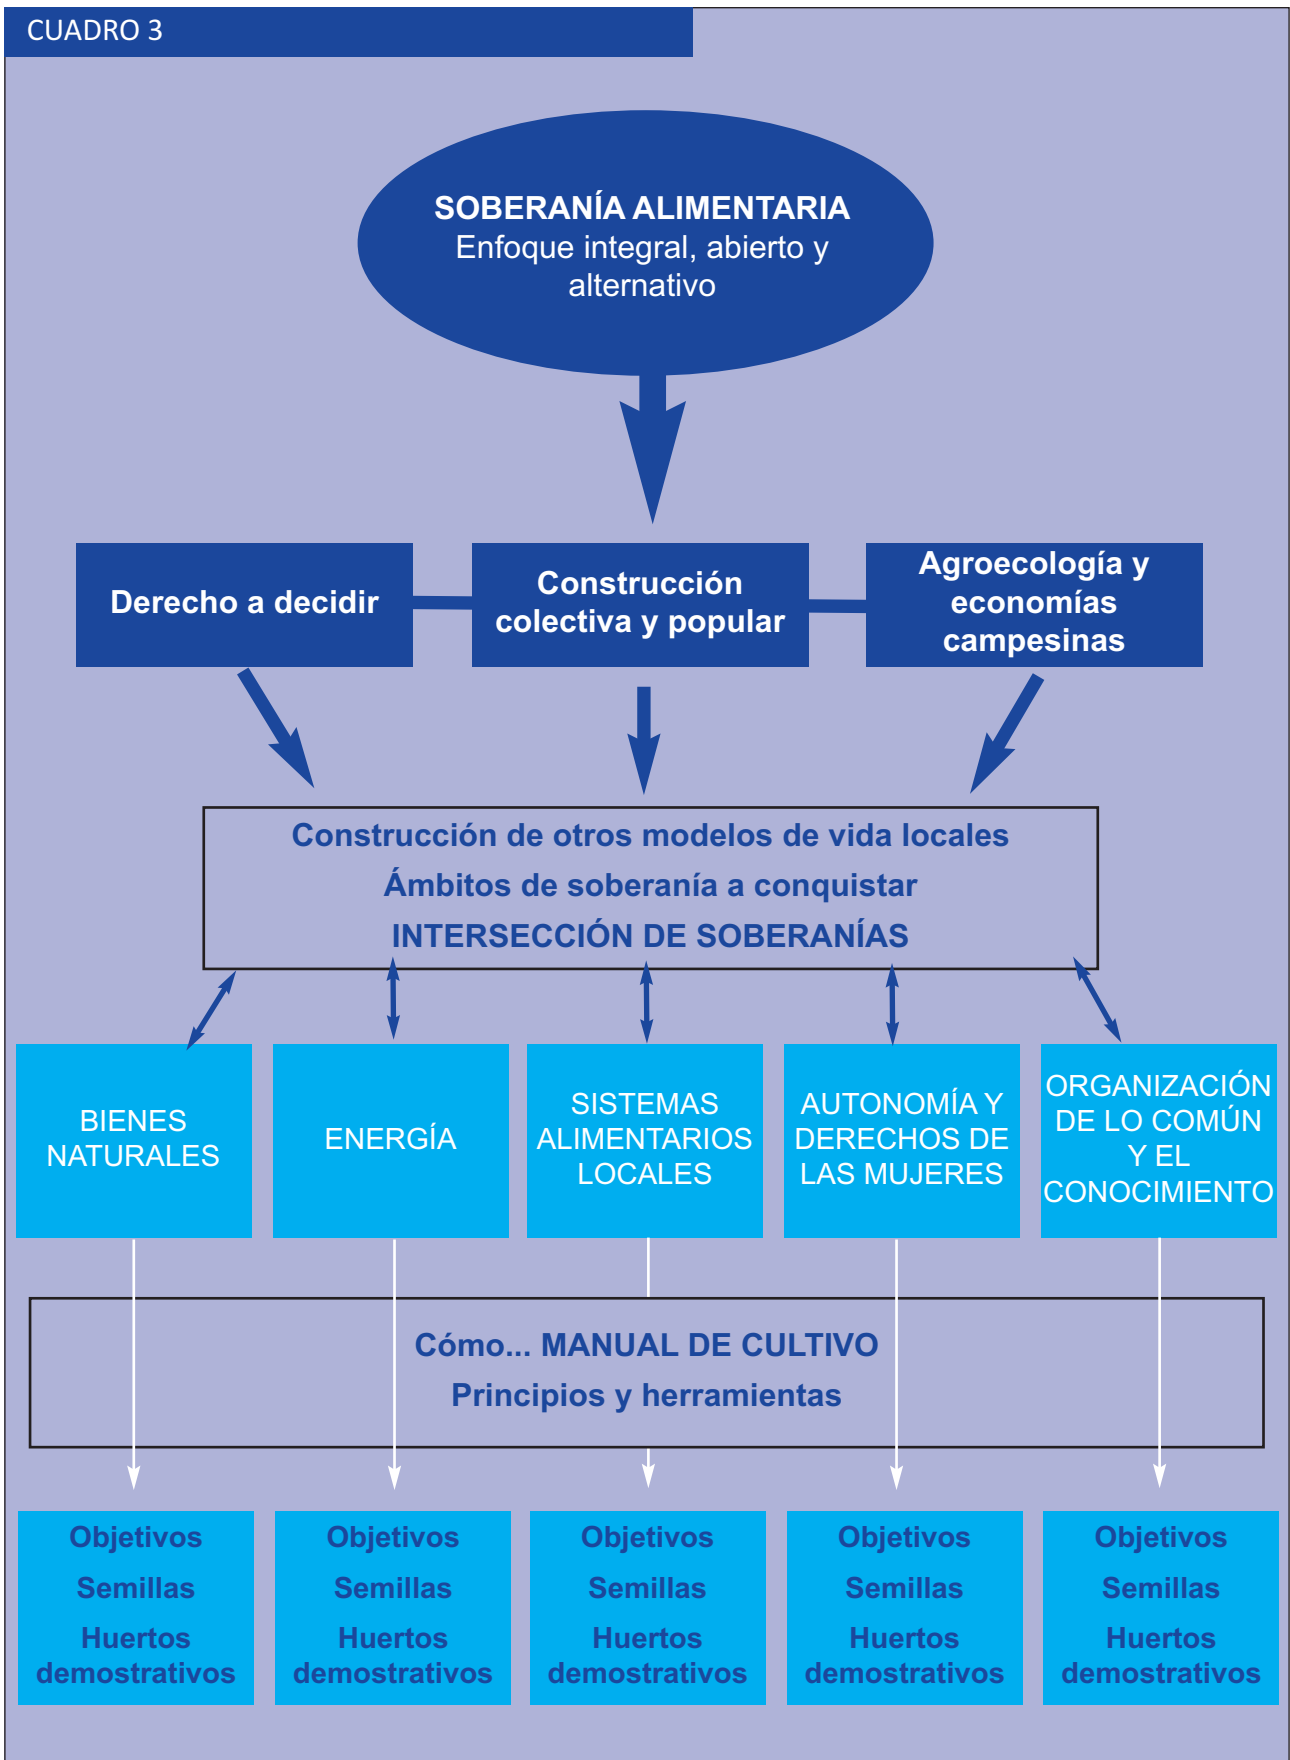 CUADRO 3
SOBERANÍA ALIMENTARIA
Enfoque integral, abierto y
alternativo
Derecho a decidir
Construcción
colectiva y popular
Agroecología y
economías
campesinas
Construcción de otros modelos de vida locales
Ámbitos de soberanía a conquistar
INTERSECCIÓN DE SOBERANÍAS
BIENES
NATURALES
ENERGÍA
SISTEMAS
ALIMENTARIOS
LOCALES
AUTONOMÍA Y
DERECHOS DE
LAS MUJERES
ORGANIZACIÓN
DE LO COMÚN
Y EL
CONOCIMIENTO
Cómo... MANUAL DE CULTIVO
Principios y herramientas
Objetivos
Semillas
Huertos
demostrativos
Objetivos
Semillas
Huertos
demostrativos
Objetivos
Semillas
Huertos
demostrativos
Objetivos
Semillas
Huertos
demostrativos
Objetivos
Semillas
Huertos
demostrativos